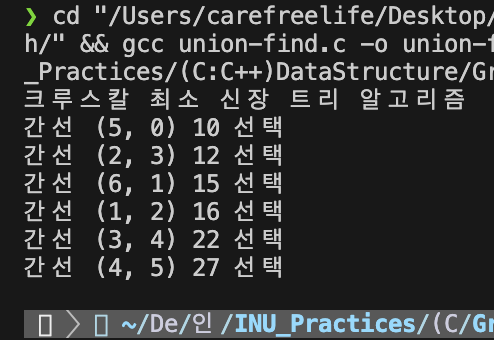 ❯ cd "/Users/carefreelife/Desktop/
h/" && gcc union-find.c -o union-f
_Practices/(C:C++)DataStructure/Gr
크루스칼 최소 신장 트리 알고리즘
간선 (5, 0) 10 선택
간선 (2, 3) 12 선택
간선 (6, 1) 15 선택
간선 (1, 2) 16 선택
간선 (3, 4) 22 선택
간선 (4, 5) 27 선택
~/De/인/INU_Practices/(C/Gr